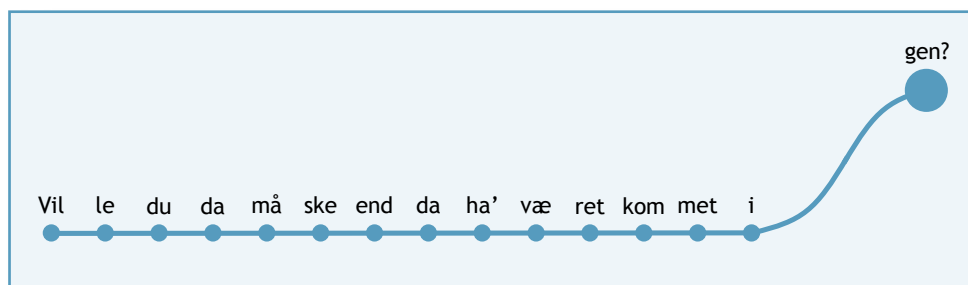 gen?
Vil le du da må ske end da ha’ væ ret kom met i